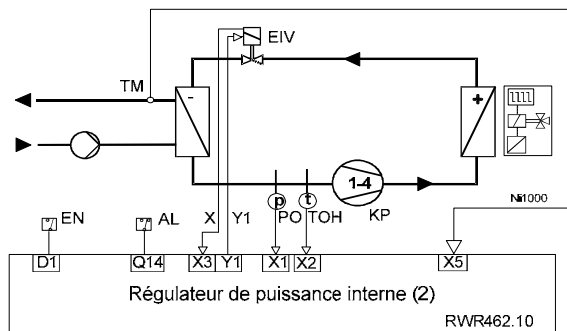 EIV
TM
-
+
1-4
p
PO
t
TOH
KP
Ni1000
EN
AL
X
Y1
D1
Q14
X3
Y1
X1
X2
X5
Régulateur de puissance interne (2)
RWR462.10